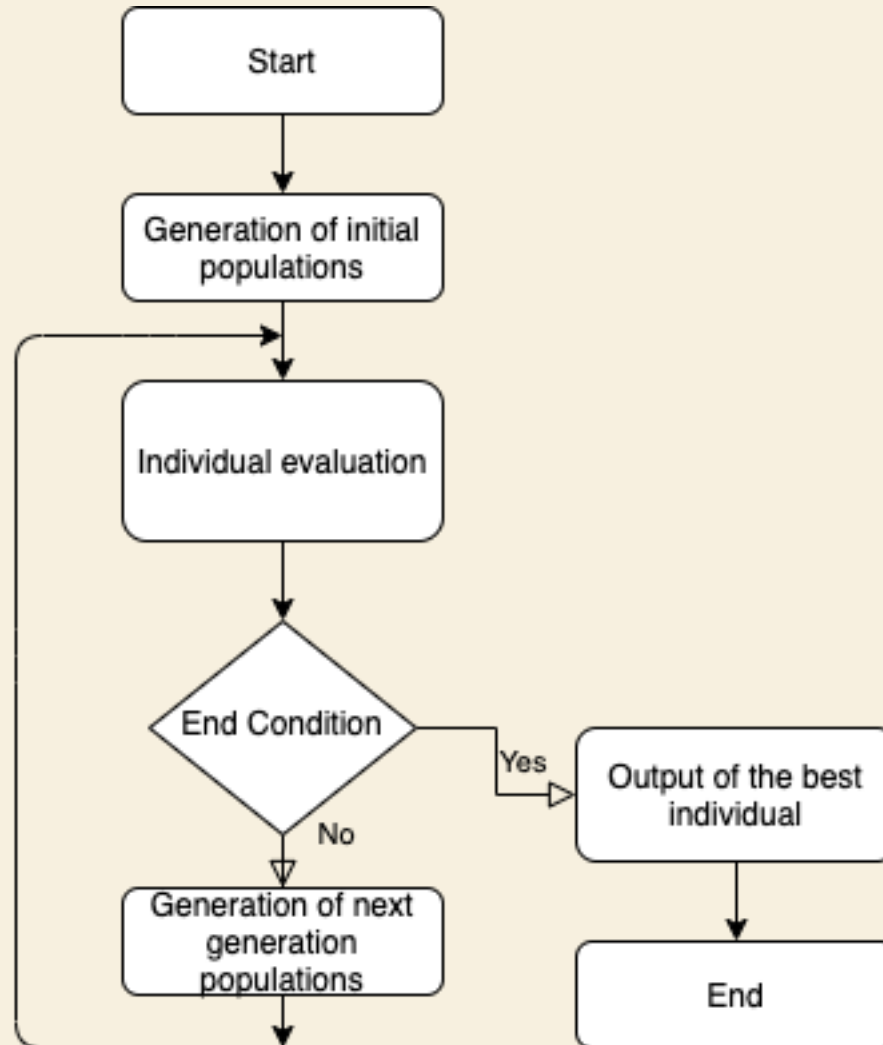 Start
Generation of initial
populations
Individual evaluation
End Condition
Yes
Output of the best
individual
No
Generation of next
generation
populations
End